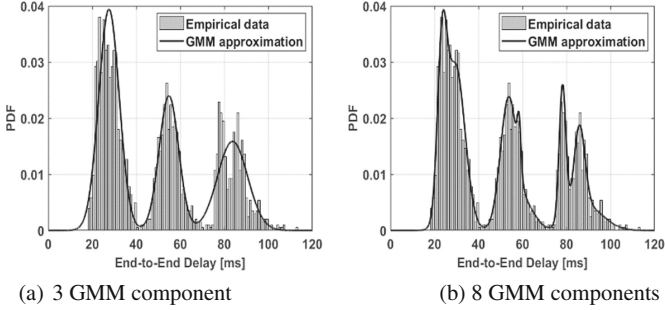 0.04
0.03
0.02
0.01
0
PDF
0 20 40 60 80 100 120
End-to-End Delay [ms]
Empirical data
GMM approximation
(a) 3 GMM component
0.04
0.03
0.02
0.01
0
PDF
0 20 40 60 80 100 120
End-to-End Delay [ms]
Empirical data
GMM approximation
(b) 8 GMM components